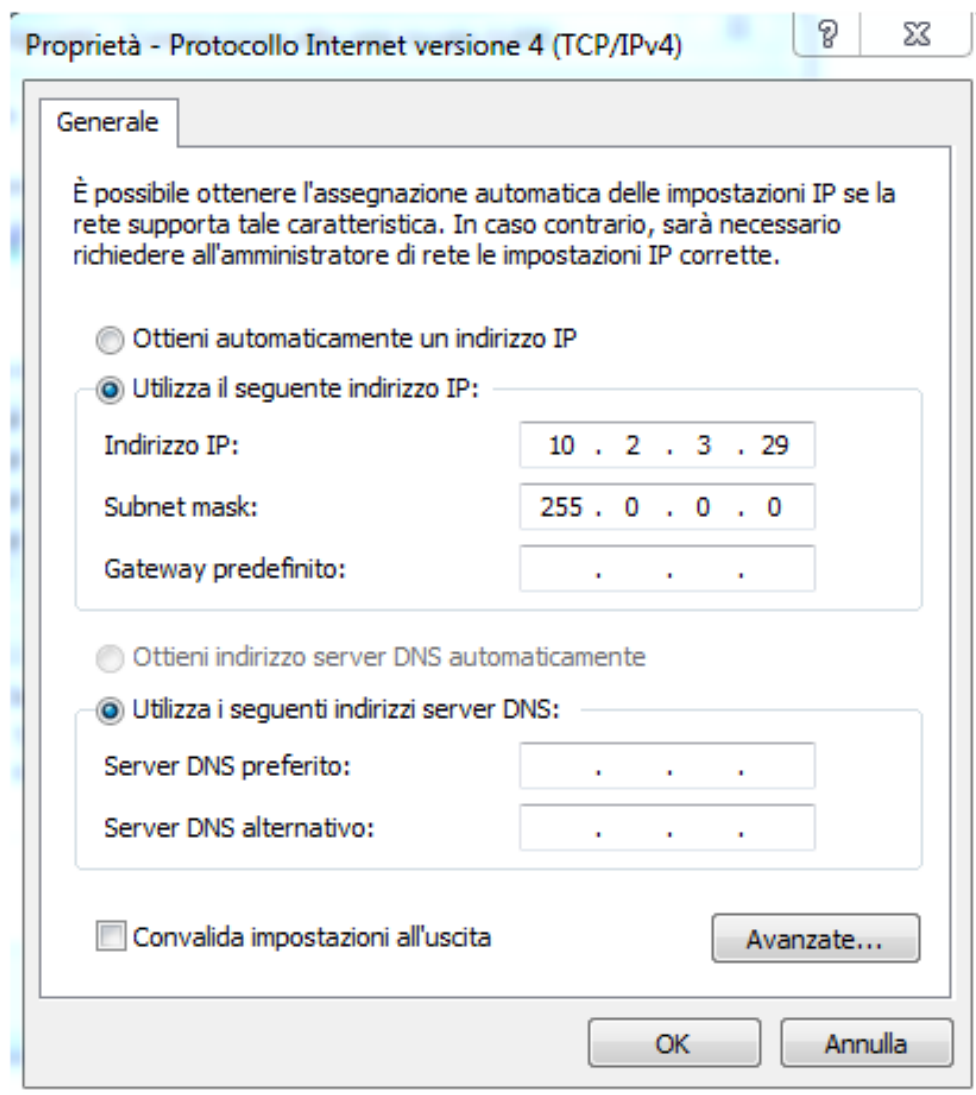 Proprietà - Protocollo Internet versione 4 (TCP/IPv4)
Generale
È possibile ottenere l'assegnazione automatica delle impostazioni IP se la
rete supporta tale caratteristica. In caso contrario, sarà necessario
richiedere all'amministratore di rete le impostazioni IP corrette.
Ottieni automaticamente un indirizzo IP
Utilizza il seguente indirizzo IP:
Indirizzo IP: 10 . 2 . 3 . 29
Subnet mask: 255 . 0 . 0 . 0
Gateway predefinito: . . .
Ottieni indirizzo server DNS automaticamente
Utilizza i seguenti indirizzi server DNS:
Server DNS preferito: . . .
Server DNS alternativo: . . .
Convalida impostazioni all'uscita
Avanzate...
OK Annulla